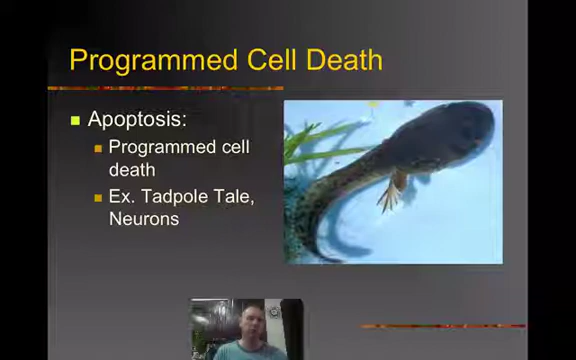 Programmed Cell Death
Apoptosis:
Programmed cell
death
Ex. Tadpole Tale,
Neurons